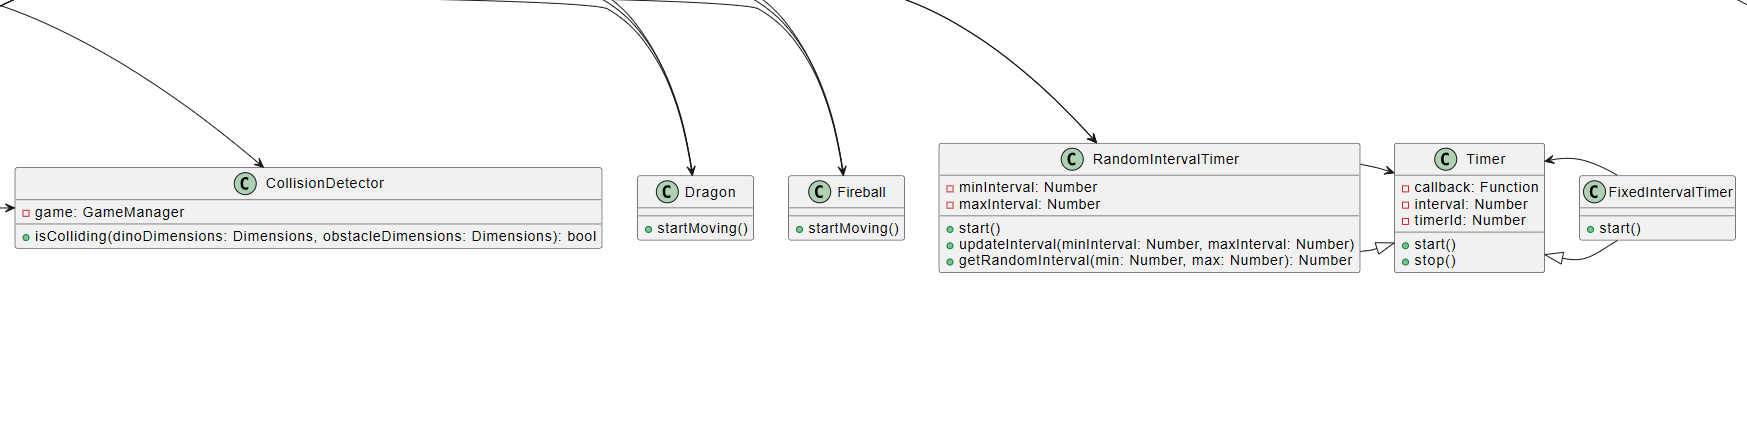 C CollisionDetector
game: GameManager
isColliding(dinoDimensions: Dimensions, obstacleDimensions: Dimensions): bool
C Dragon
startMoving()
C Fireball
startMoving()
C RandomIntervalTimer
minInterval: Number
maxInterval: Number
start()
updateInterval(minInterval: Number, maxInterval: Number)
getRandomInterval(min: Number, max: Number): Number
C Timer
callback: Function
interval: Number
timerId: Number
start()
stop()
C FixedIntervalTimer
start()